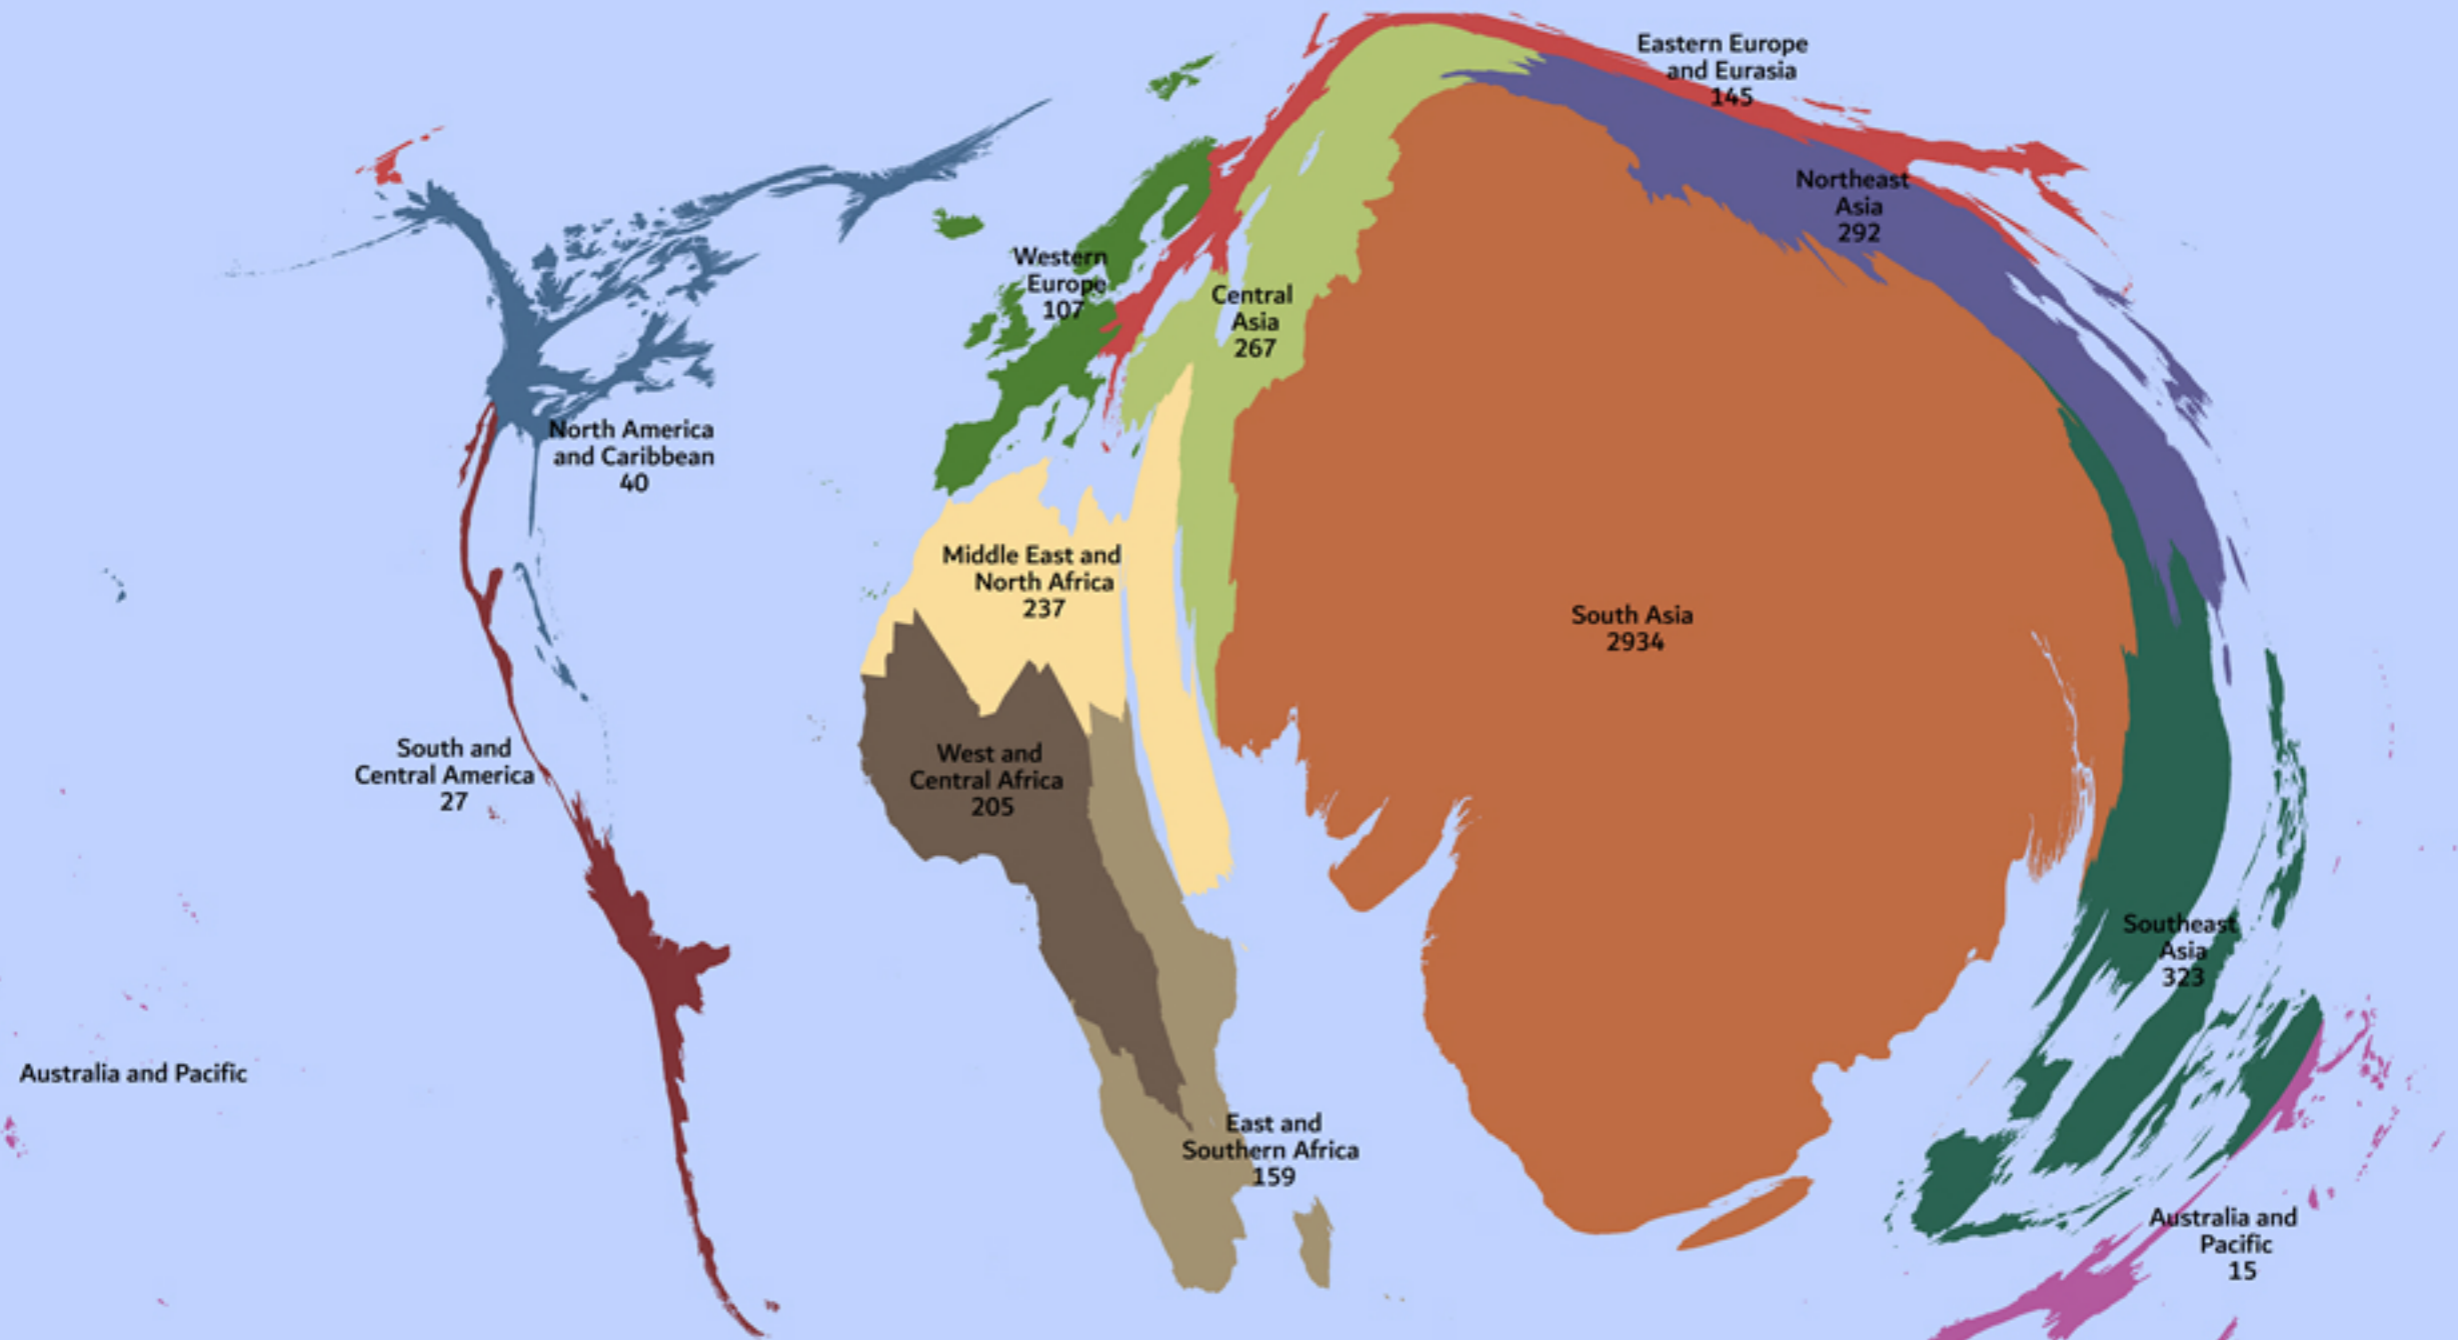 Eastern Europe
and Eurasia
145
Northeast
Asia
292
Western
Europe
107
Central
Asia
267
North America
and Caribbean
40
Middle East and
North Africa
237
South Asia
2934
South and
Central America
27
West and
Central Africa
205
Southeast
Asia
323
Australia and Pacific
East and
Southern Africa
159
Australia and
Pacific
15